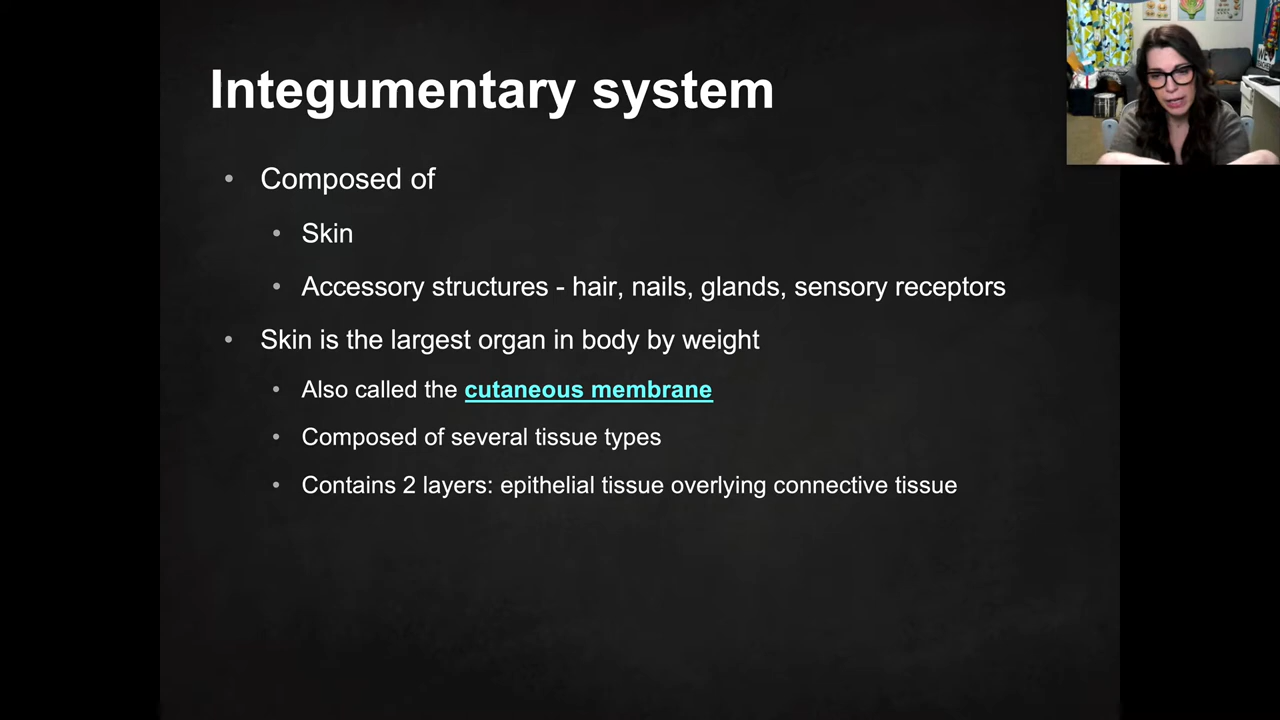 Integumentary system
• Composed of
• Skin
• Accessory structures - hair, nails, glands, sensory receptors
• Skin is the largest organ in body by weight
• Also called the cutaneous membrane
• Composed of several tissue types
• Contains 2 layers: epithelial tissue overlying connective tissue